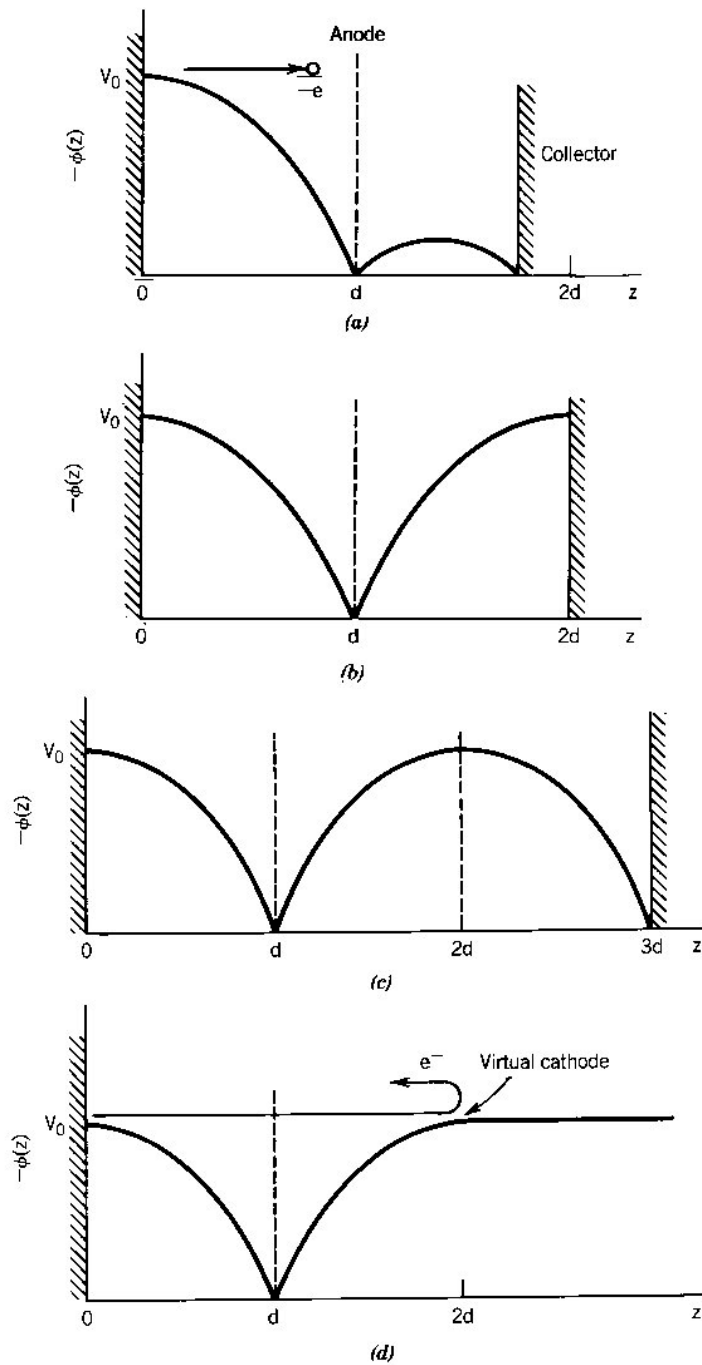 Anode
V₀
−e
−ϕ(z)
Collector
0
d
2d
z
(a)
V₀
−ϕ(z)
0
d
2d
z
(b)
V₀
−ϕ(z)
0
d
2d
3d
z
(c)
e⁻
Virtual cathode
V₀
−ϕ(z)
0
d
2d
z
(d)